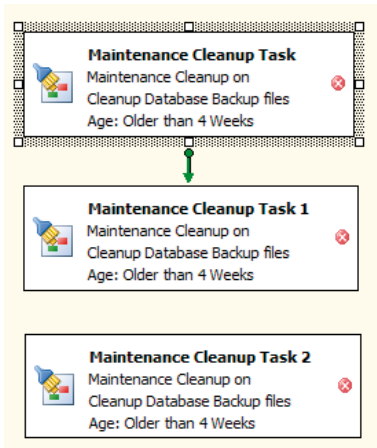 Maintenance Cleanup Task
Maintenance Cleanup on
Cleanup Database Backup files
Age: Older than 4 Weeks
Maintenance Cleanup Task 1
Maintenance Cleanup on
Cleanup Database Backup files
Age: Older than 4 Weeks
Maintenance Cleanup Task 2
Maintenance Cleanup on
Cleanup Database Backup files
Age: Older than 4 Weeks